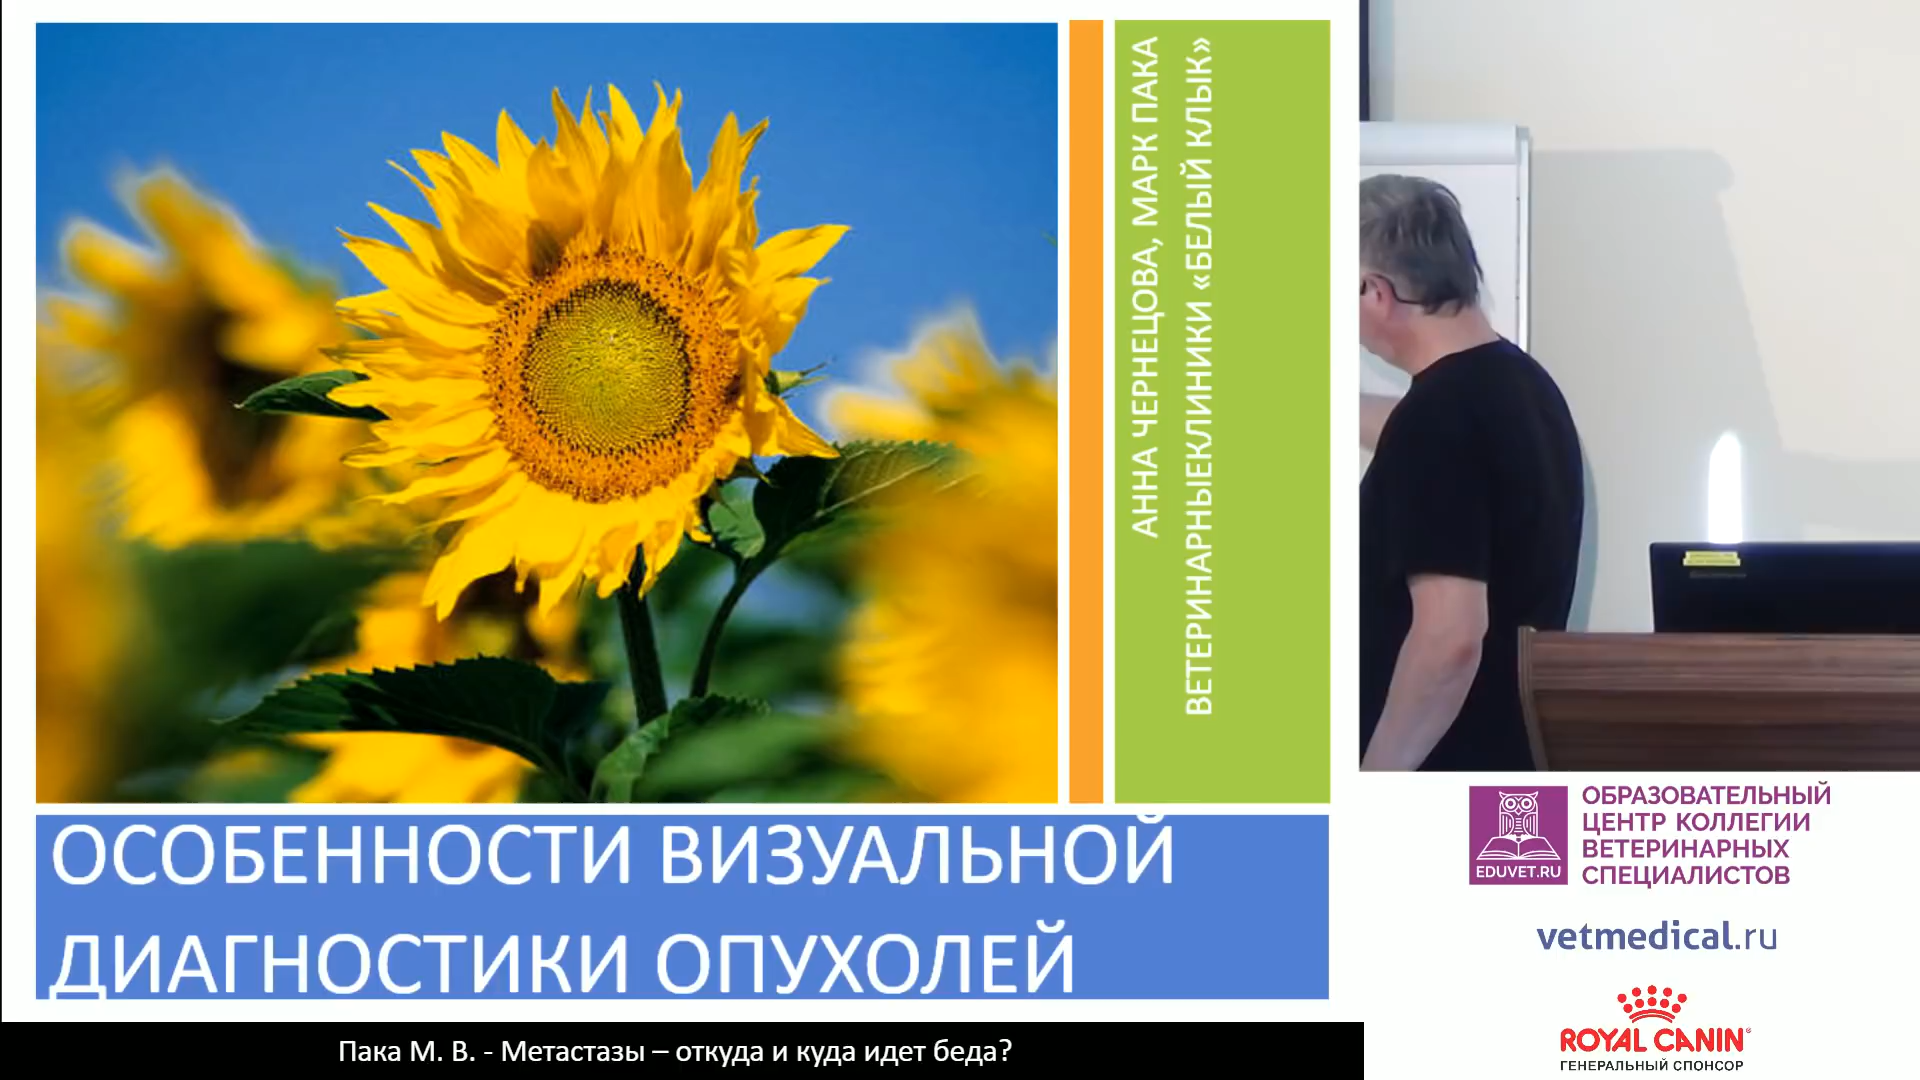 АННА ЧЕРНЕЦОВА, МАРК ПАКА
ВЕТЕРИНАРНЫЕКЛИНИКИ «БЕЛЫЙ КЛЫК»
ОСОБЕННОСТИ ВИЗУАЛЬНОЙ
ДИАГНОСТИКИ ОПУХОЛЕЙ
Пака М. В. - Метастазы – откуда и куда идет беда?
EDUVET.RU
ОБРАЗОВАТЕЛЬНЫЙ
ЦЕНТР КОЛЛЕГИИ
ВЕТЕРИНАРНЫХ
СПЕЦИАЛИСТОВ
vetmedical.ru
ROYAL CANIN®
ГЕНЕРАЛЬНЫЙ СПОНСОР